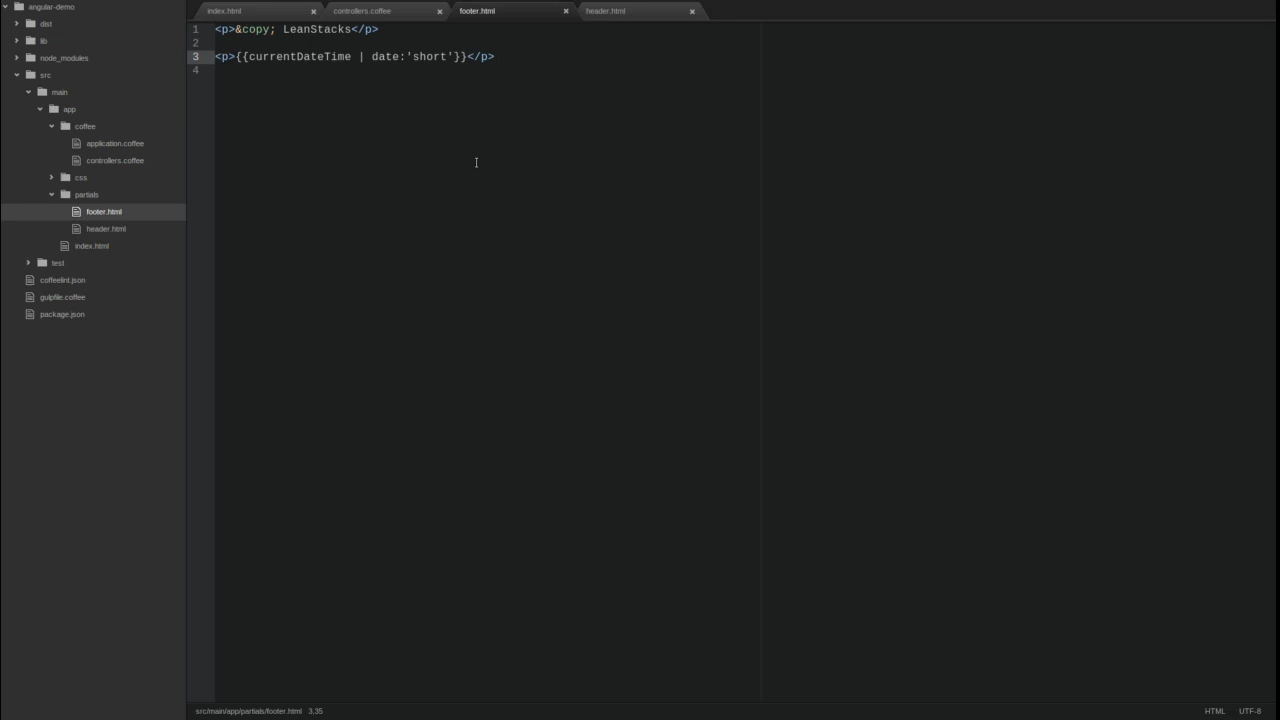 angular-demo
dist
lib
node_modules
src
main
app
coffee
application.coffee
controllers.coffee
css
partials
footer.html
header.html
index.html
test
coffeelint.json
gulpfile.coffee
package.json
index.html
controllers.coffee
footer.html
header.html
1 <p>&copy; LeanStacks</p>
2
3 <p>{{currentDateTime | date:'short'}}</p>
4
src/main/app/partials/footer.html 3,35
HTML UTF-8